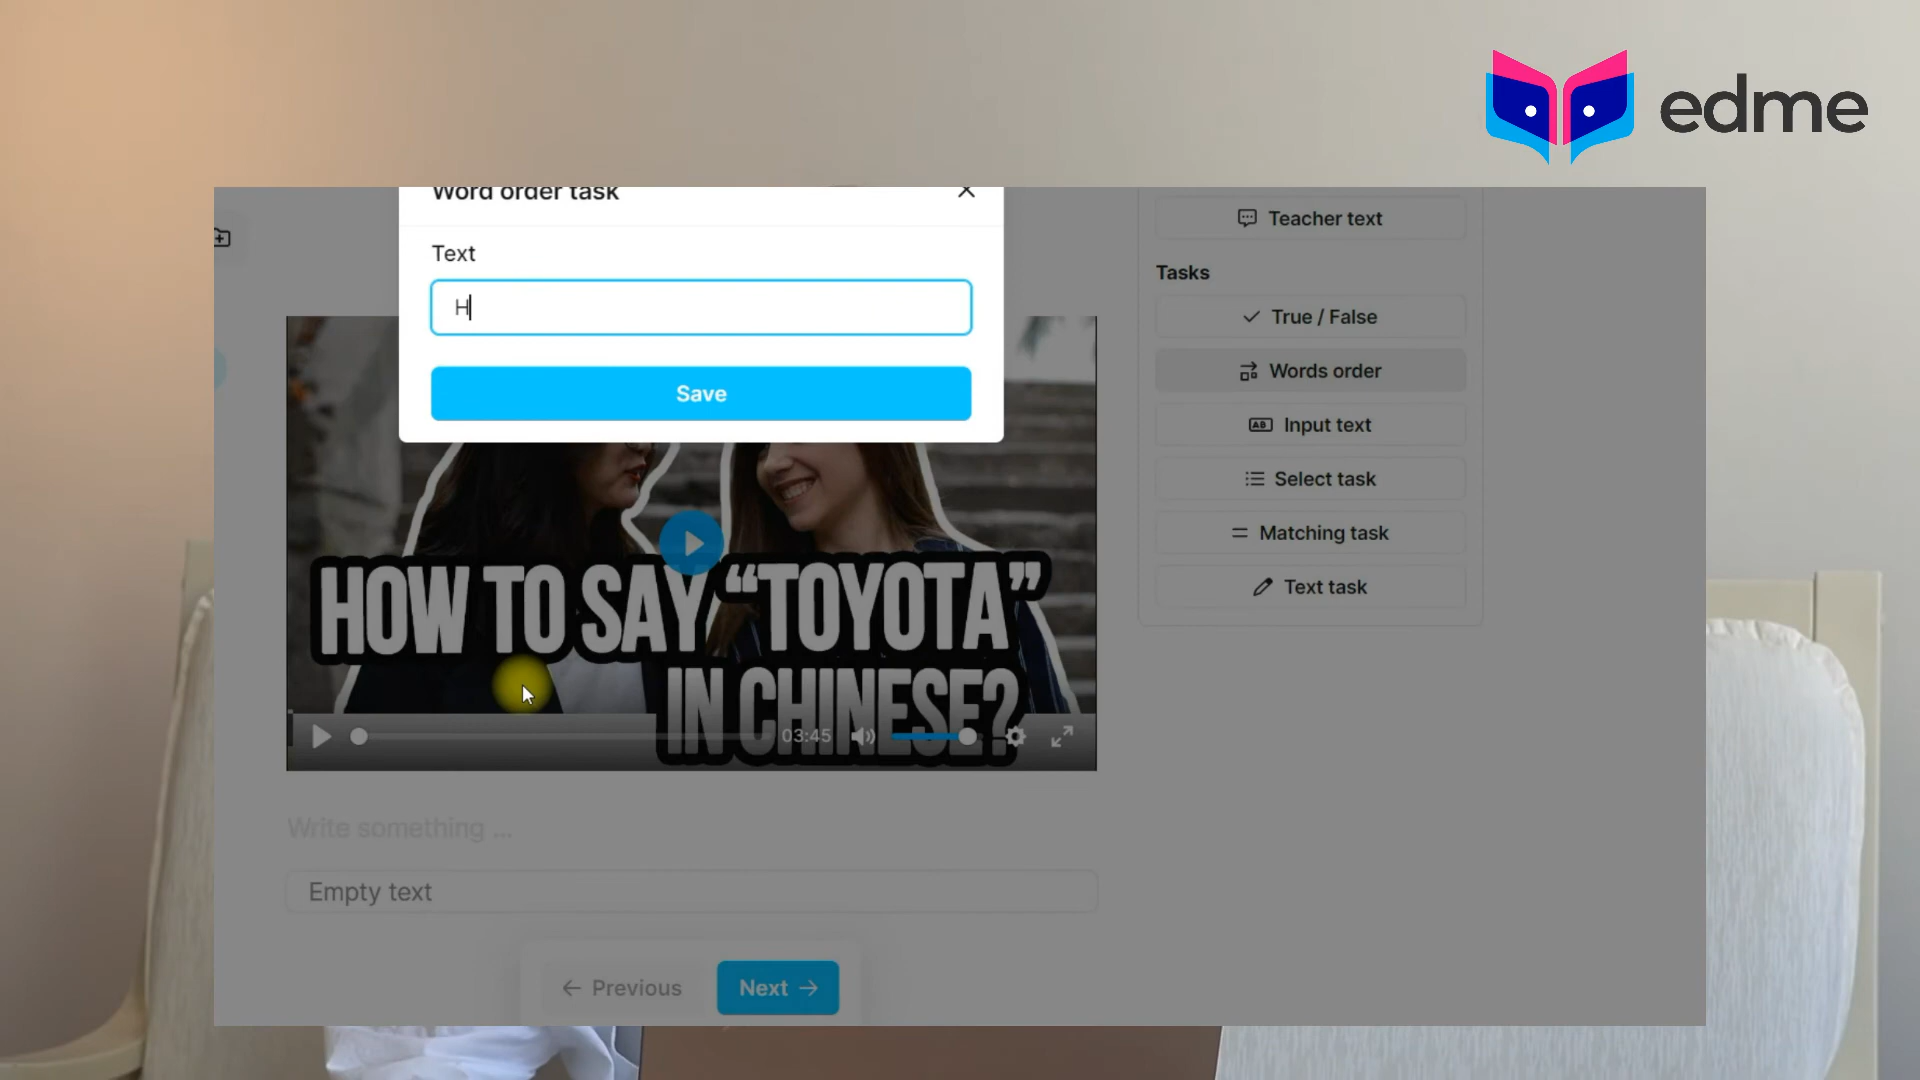 edme
Word order task
Text
H
Save
HOW TO SAY “TOYOTA”
IN CHINESE?
03:45
Write something ...
Empty text
← Previous
Next →
Teacher text
Tasks
True / False
Words order
AB Input text
Select task
Matching task
Text task